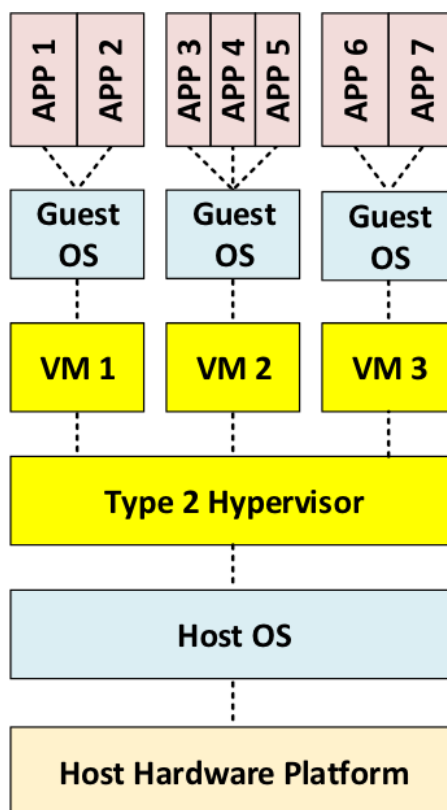 APP 1
APP 2
APP 3
APP 4
APP 5
APP 6
APP 7
Guest
OS
Guest
OS
Guest
OS
VM 1
VM 2
VM 3
Type 2 Hypervisor
Host OS
Host Hardware Platform